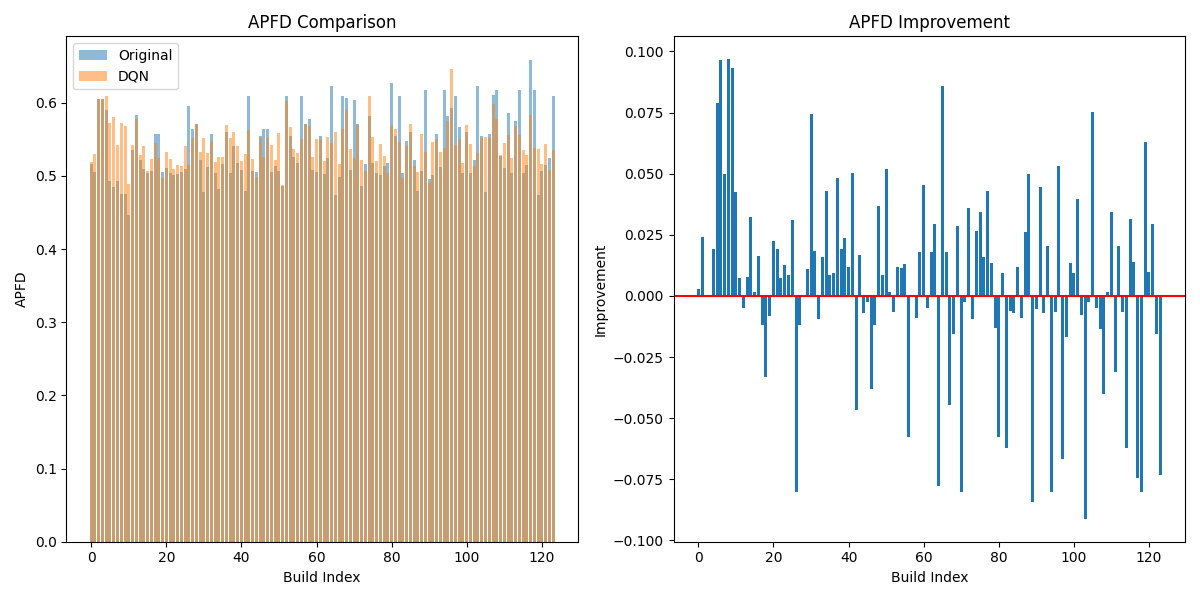 APFD Comparison
Original
DQN
APFD
0.6
0.5
0.4
0.3
0.2
0.1
0.0
0 20 40 60 80 100 120
Build Index
APFD Improvement
Improvement
0.100
0.075
0.050
0.025
0.000
−0.025
−0.050
−0.075
−0.100
0 20 40 60 80 100 120
Build Index